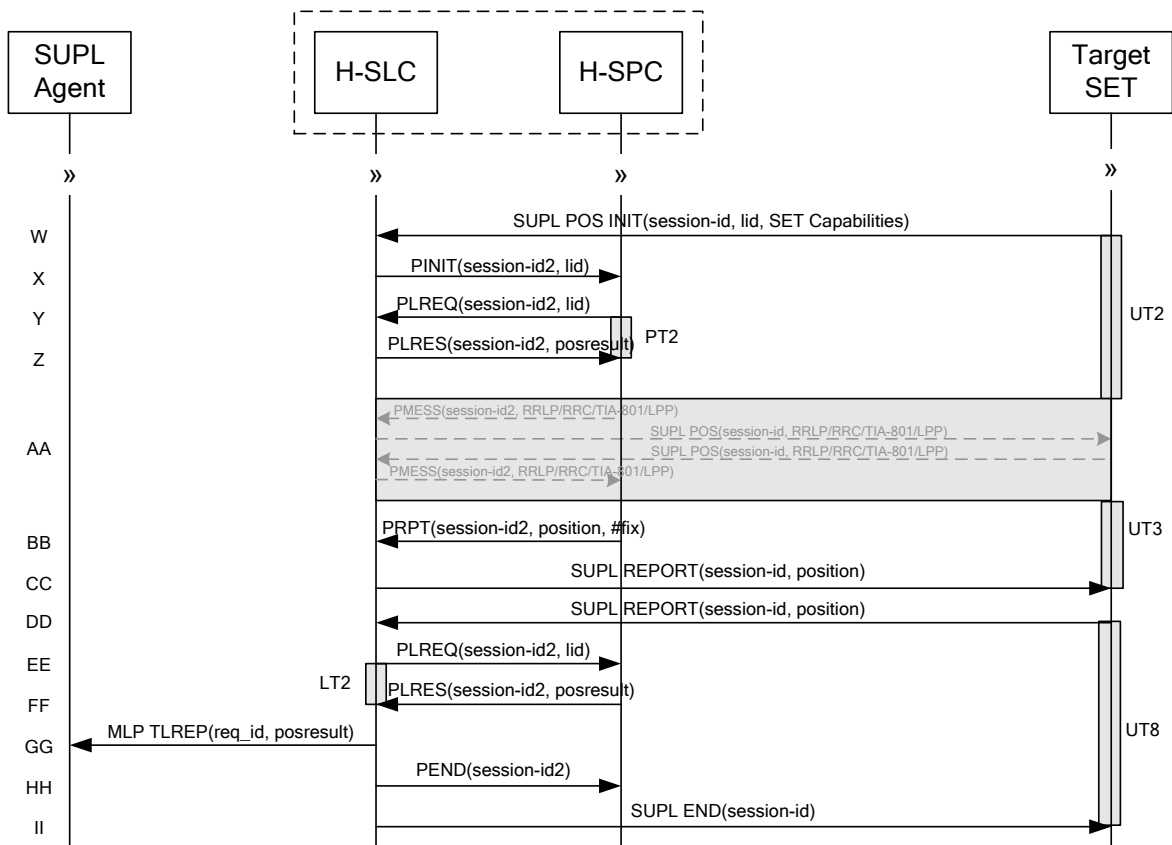 SUPL
Agent
H-SLC
H-SPC
Target
SET
»
»
»
»
W
SUPL POS INIT(session-id, lid, SET Capabilities)
X
PINIT(session-id2, lid)
Y
PLREQ(session-id2, lid)
UT2
Z
PLRES(session-id2, posresult)
PT2
PMESS(session-id2, RRLP/RRC/TIA-801/LPP)
SUPL POS(session-id, RRLP/RRC/TIA-801/LPP)
AA
SUPL POS(session-id, RRLP/RRC/TIA-801/LPP)
PMESS(session-id2, RRLP/RRC/TIA-801/LPP)
BB
PRPT(session-id2, position, #fix)
UT3
CC
SUPL REPORT(session-id, position)
DD
SUPL REPORT(session-id, position)
EE
PLREQ(session-id2, lid)
LT2
FF
PLRES(session-id2, posresult)
GG
MLP TLREP(req_id, posresult)
UT8
HH
PEND(session-id2)
II
SUPL END(session-id)